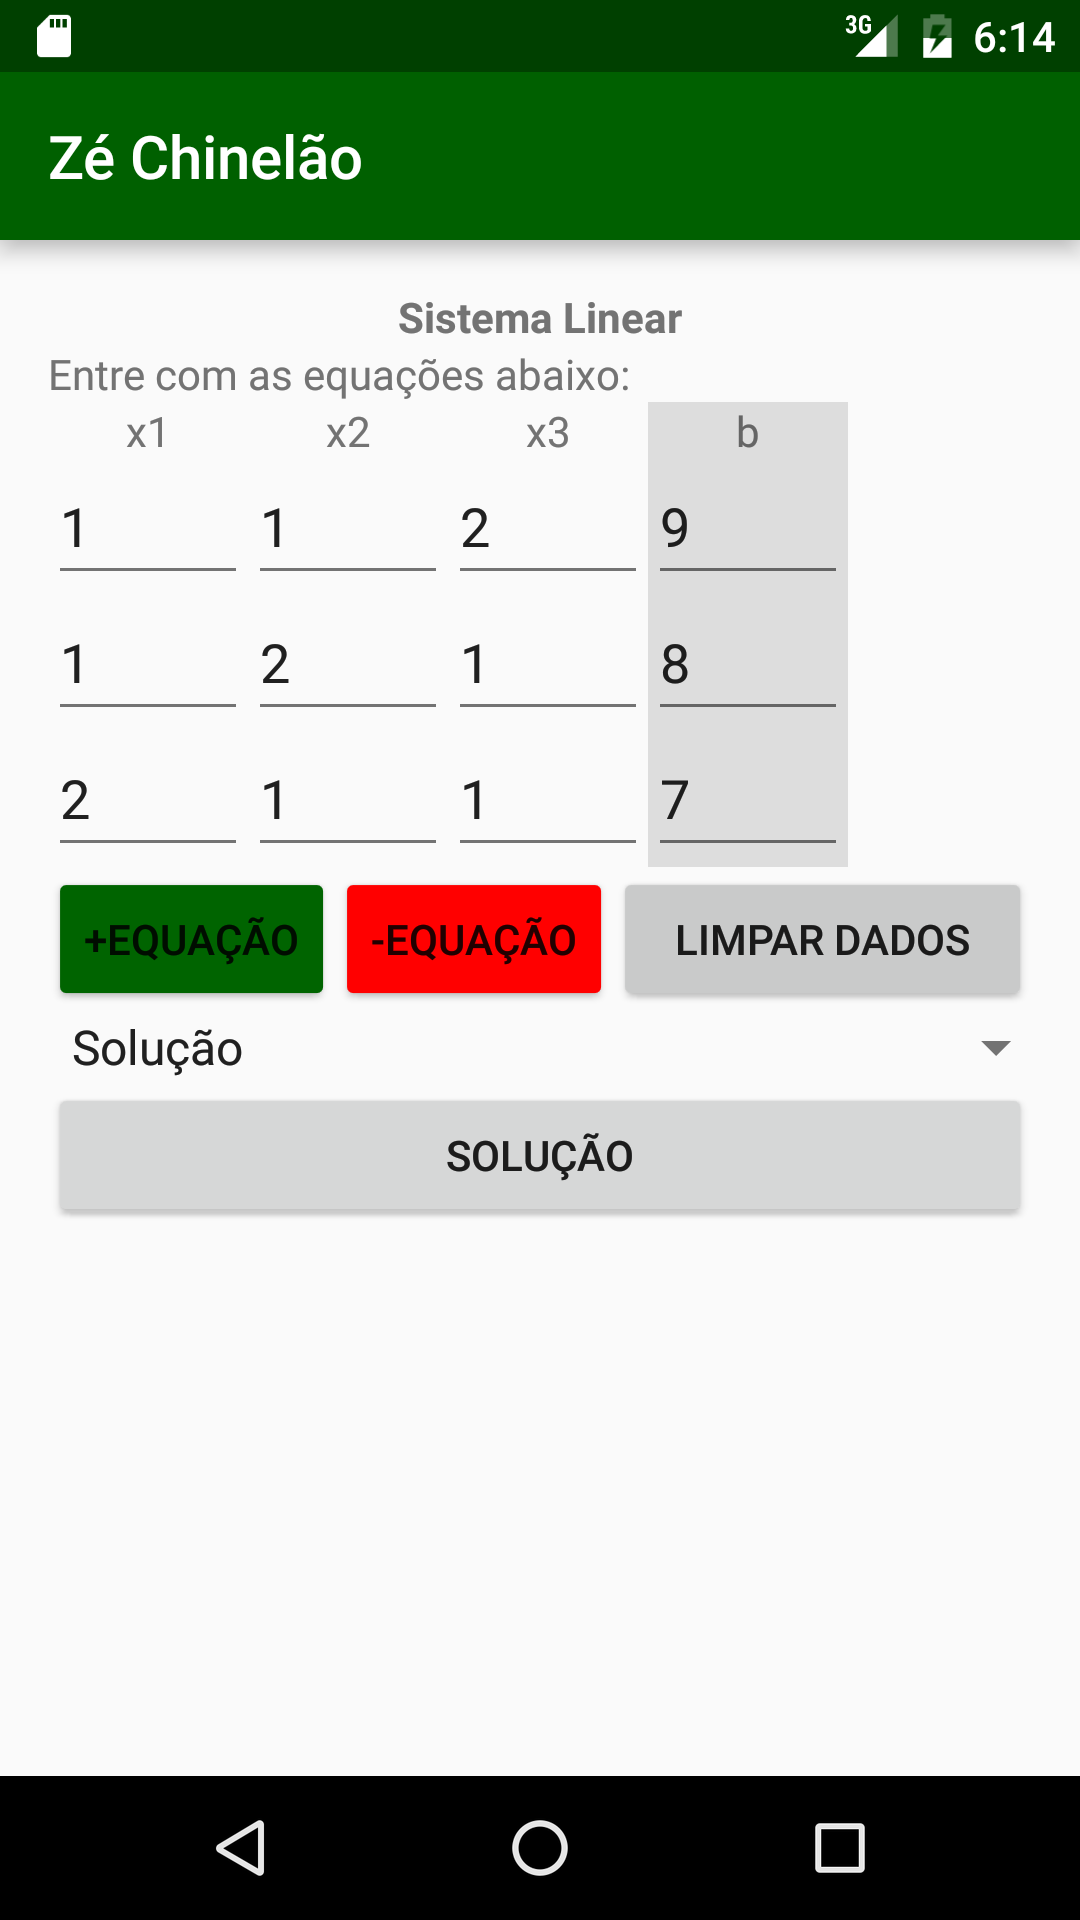 3G 6:14
Zé Chinelão
Sistema Linear
Entre com as equações abaixo:
x1 x2 x3 b
1 1 2 9
1 2 1 8
2 1 1 7
+EQUAÇÃO -EQUAÇÃO LIMPAR DADOS
Solução
SOLUÇÃO